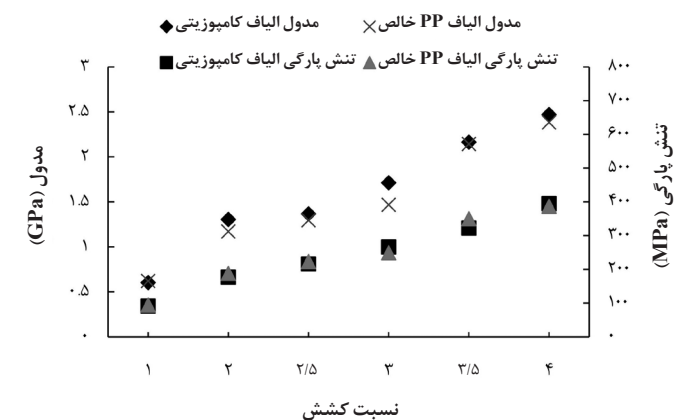 مدول الیاف کامپوزیتی مدول الیاف PP خالص
تنش پارگی الیاف کامپوزیتی تنش پارگی الیاف PP خالص
۳ ۸۰۰
۷۰۰
۲.۵
۶۰۰
۲ ۵۰۰
۱.۵ ۴۰۰
۳۰۰
۱
۲۰۰
۰.۵ ۱۰۰
۰ ۰
مدول (GPa)
تنش پارگی (MPa)
۱ ۲ ۲/۵ ۳ ۳/۵ ۴
نسبت کشش